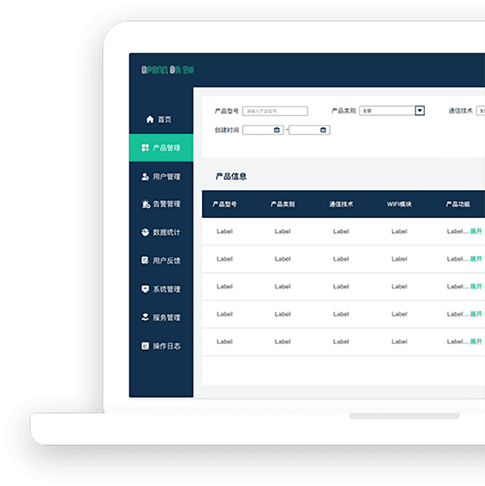 首页
产品管理
用户管理
告警管理
数据统计
用户反馈
系统管理
服务管理
操作日志
产品型号 请输入产品型号 产品类别 全部 通信技术
创建时间 -
产品信息
产品型号 产品类别 通信技术 WIFI模块 产品功能
Label Label Label Label Label... 展开
Label Label Label Label Label... 展开
Label Label Label Label Label... 展开
Label Label Label Label Label... 展开
Label Label Label Label Label... 展开